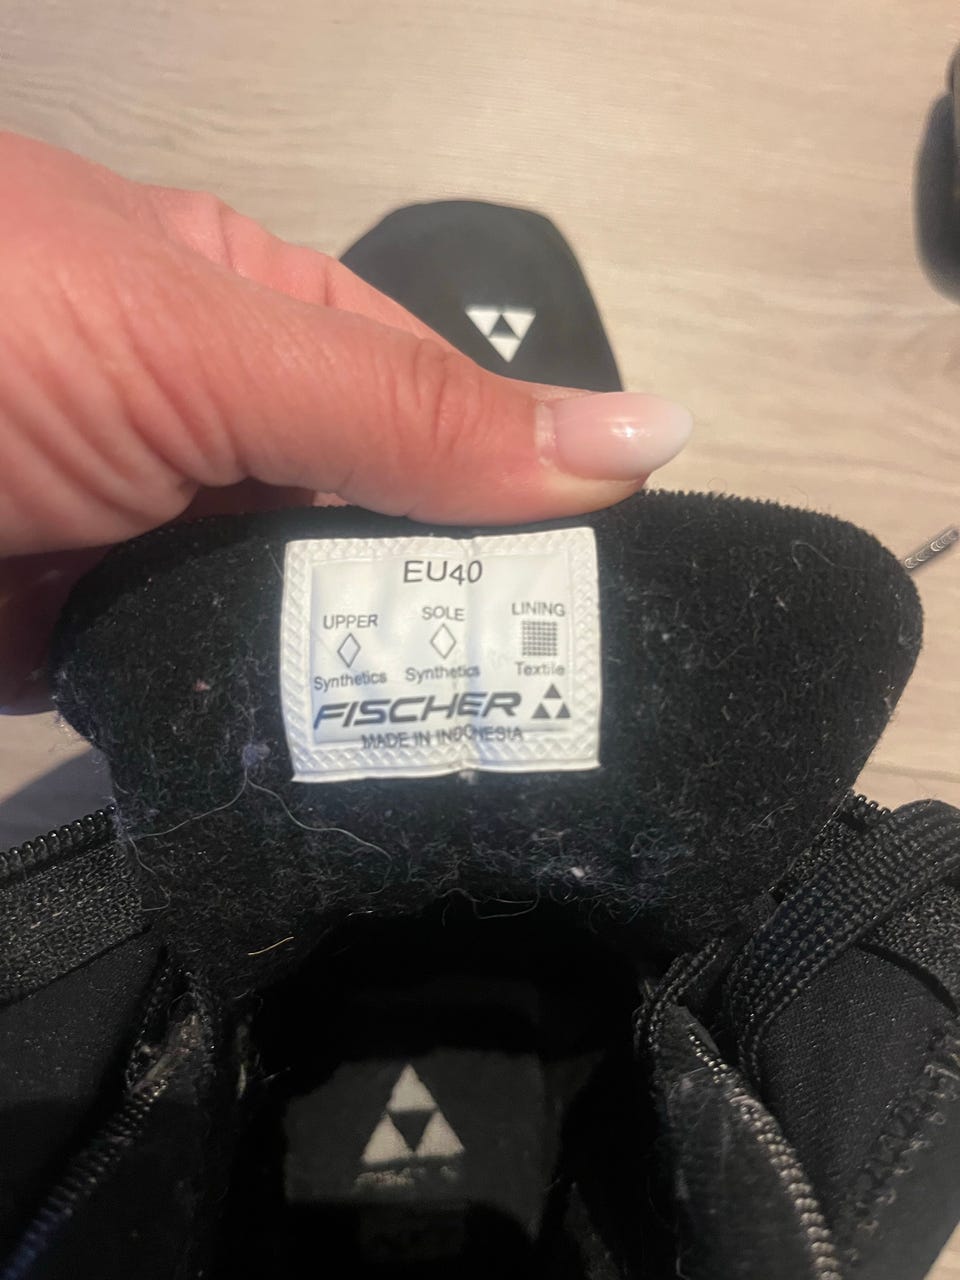 EU40
UPPER SOLE LINING
Synthetics Synthetics Textile
FISCHER
MADE IN INDONESIA